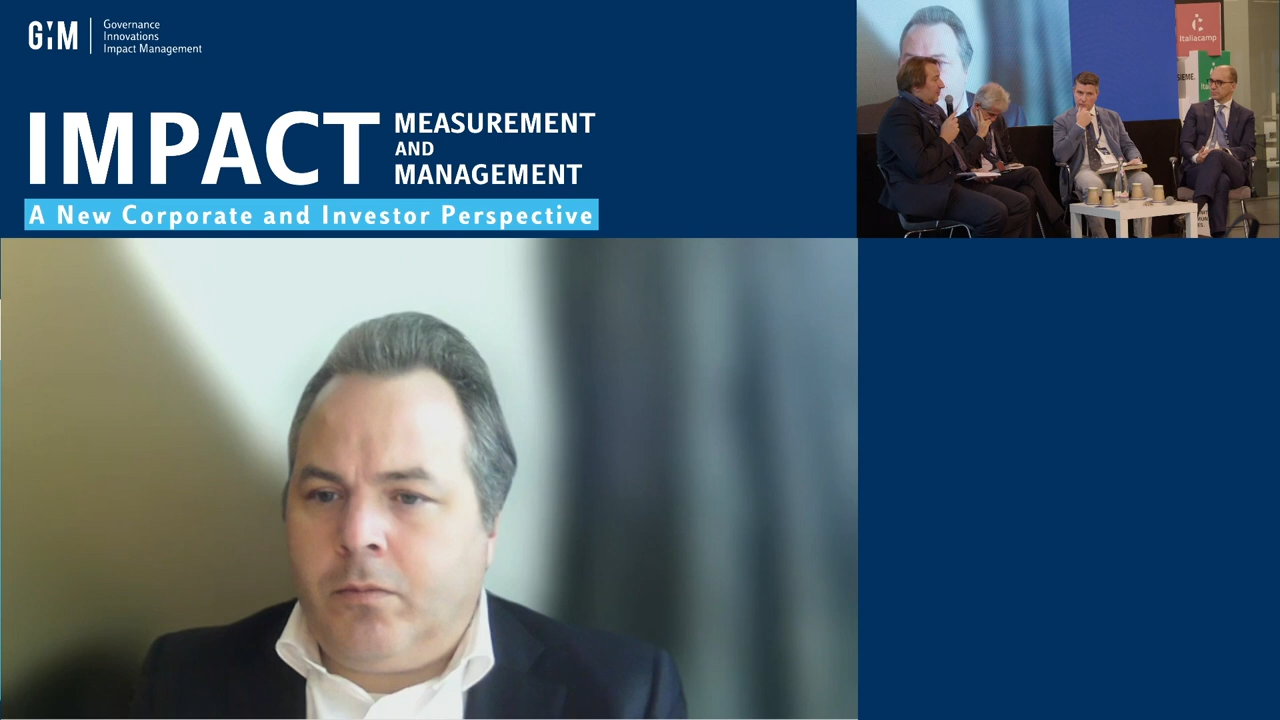 GIM
Governance
Innovations
Impact Management
IMPACT
MEASUREMENT
AND
MANAGEMENT
A New Corporate and Investor Perspective
Italiacamp